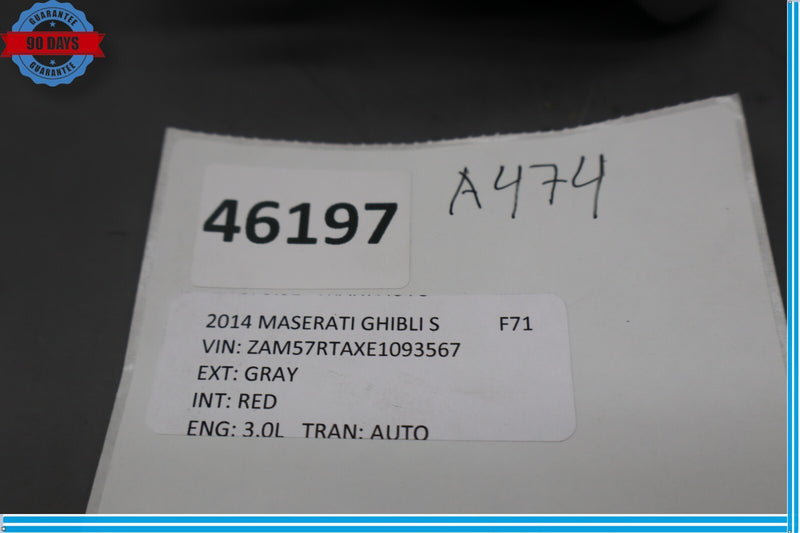 GUARANTEE
90 DAYS
GUARANTEE
46197
A474
2014 MASERATI GHIBLI S F71
VIN: ZAM57RTAXE1093567
EXT: GRAY
INT: RED
ENG: 3.0L TRAN: AUTO